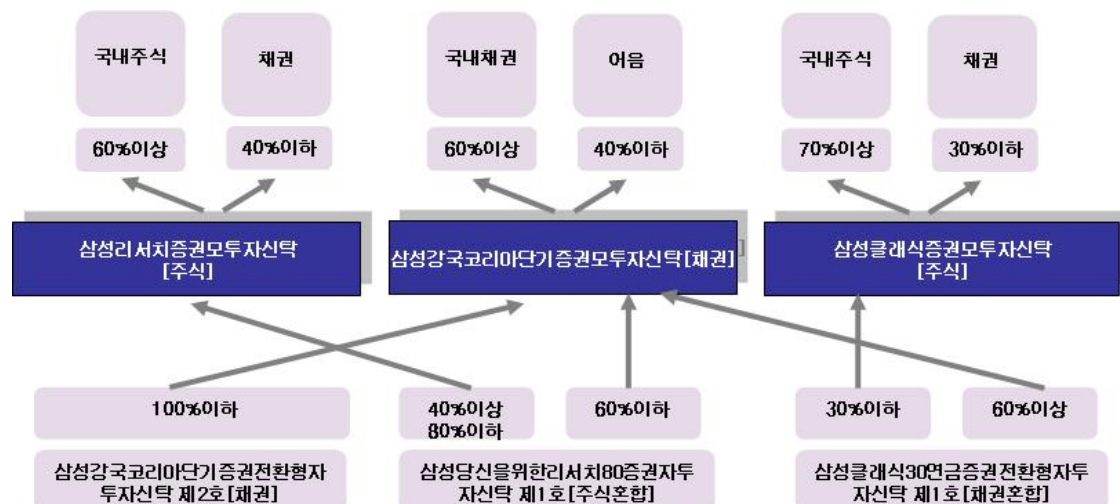 국내주식
채권
국내채권
어음
국내주식
채권
60%이상
40%이하
60%이상
40%이하
70%이상
30%이하
삼성리서치증권모투자신탁
[주식]
삼성강국코리아단기증권모투자신탁[채권]
]
삼성클래식증권모투자신탁
[주식]
100%이하
40%이상
80%이하
60%이하
30%이하
60%이상
삼성강국코리아단기증권전환형자
투자신탁 제2호[채권]
삼성당신을위한리서치80증권자투
자신탁 제1호[주식혼합]
삼성클래식30연금증권전환형자투
자신탁 제1호[채권혼합]